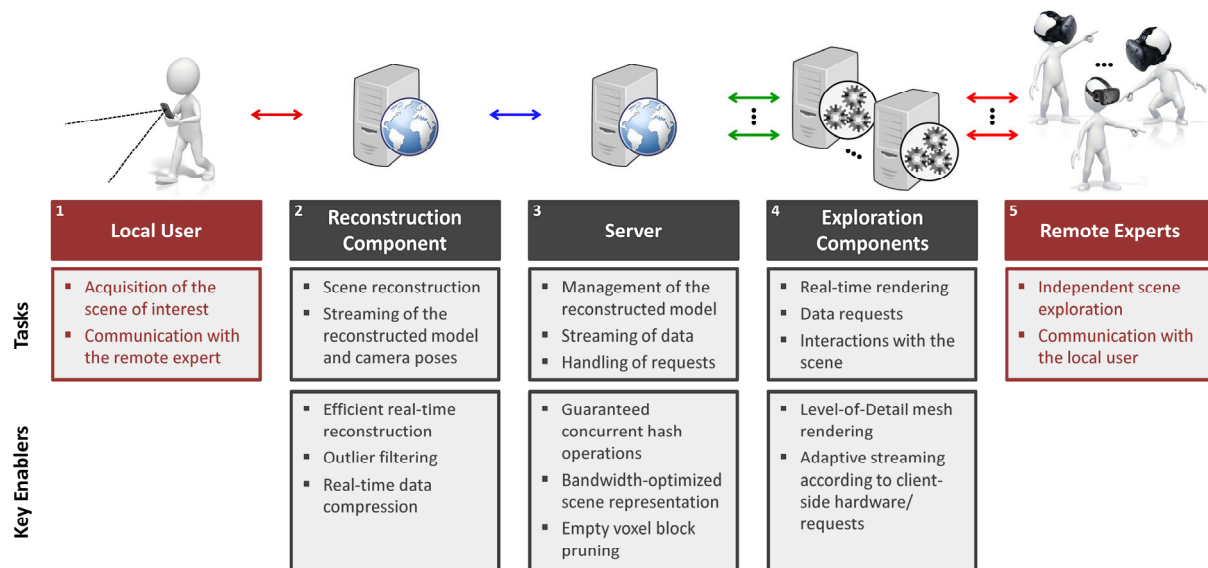 1
Local User
2
Reconstruction
Component
3
Server
4
Exploration
Components
5
Remote Experts
Tasks
▪ Acquisition of the
scene of interest
▪ Communication with
the remote expert
▪ Scene reconstruction
▪ Streaming of the
reconstructed model
and camera poses
▪ Management of the
reconstructed model
▪ Streaming of data
▪ Handling of requests
▪ Real-time rendering
▪ Data requests
▪ Interactions with the
scene
▪ Independent scene
exploration
▪ Communication with
the local user
Key Enablers
▪ Efficient real-time
reconstruction
▪ Outlier filtering
▪ Real-time data
compression
▪ Guaranteed
concurrent hash
operations
▪ Bandwidth-optimized
scene representation
▪ Empty voxel block
pruning
▪ Level-of-Detail mesh
rendering
▪ Adaptive streaming
according to client-
side hardware/
requests